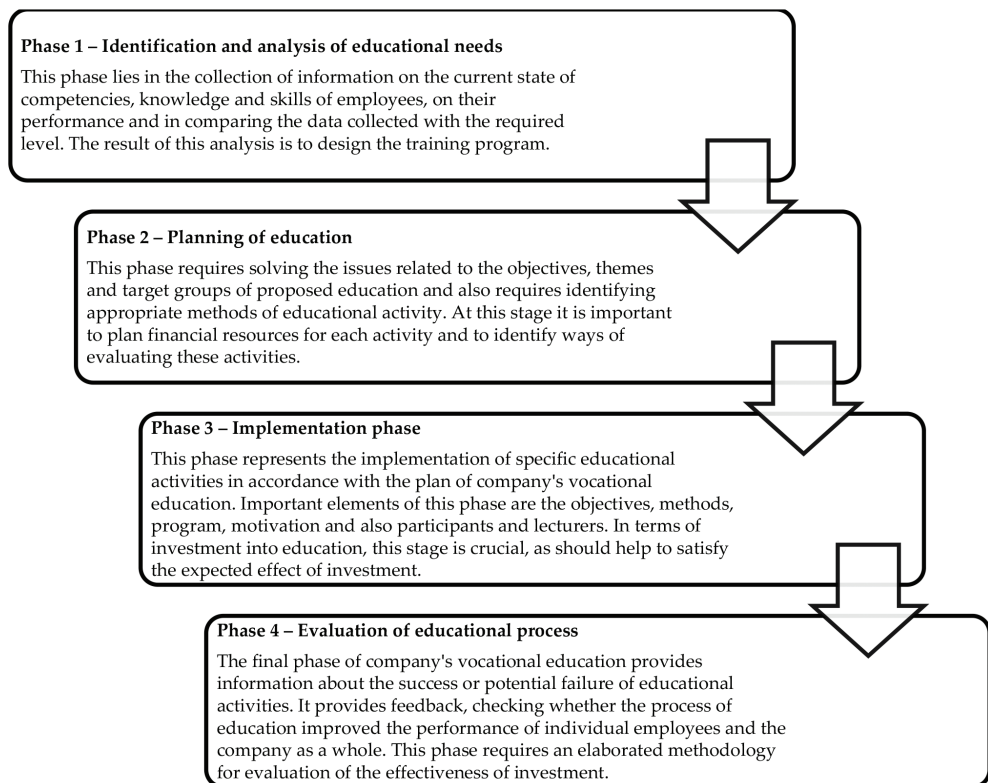 Phase 1 – Identification and analysis of educational needs
This phase lies in the collection of information on the current state of
competencies, knowledge and skills of employees, on their
performance and in comparing the data collected with the required
level. The result of this analysis is to design the training program.
Phase 2 – Planning of education
This phase requires solving the issues related to the objectives, themes
and target groups of proposed education and also requires identifying
appropriate methods of educational activity. At this stage it is important
to plan financial resources for each activity and to identify ways of
evaluating these activities.
Phase 3 – Implementation phase
This phase represents the implementation of specific educational
activities in accordance with the plan of company's vocational
education. Important elements of this phase are the objectives, methods,
program, motivation and also participants and lecturers. In terms of
investment into education, this stage is crucial, as should help to satisfy
the expected effect of investment.
Phase 4 – Evaluation of educational process
The final phase of company's vocational education provides
information about the success or potential failure of educational
activities. It provides feedback, checking whether the process of
education improved the performance of individual employees and the
company as a whole. This phase requires an elaborated methodology
for evaluation of the effectiveness of investment.